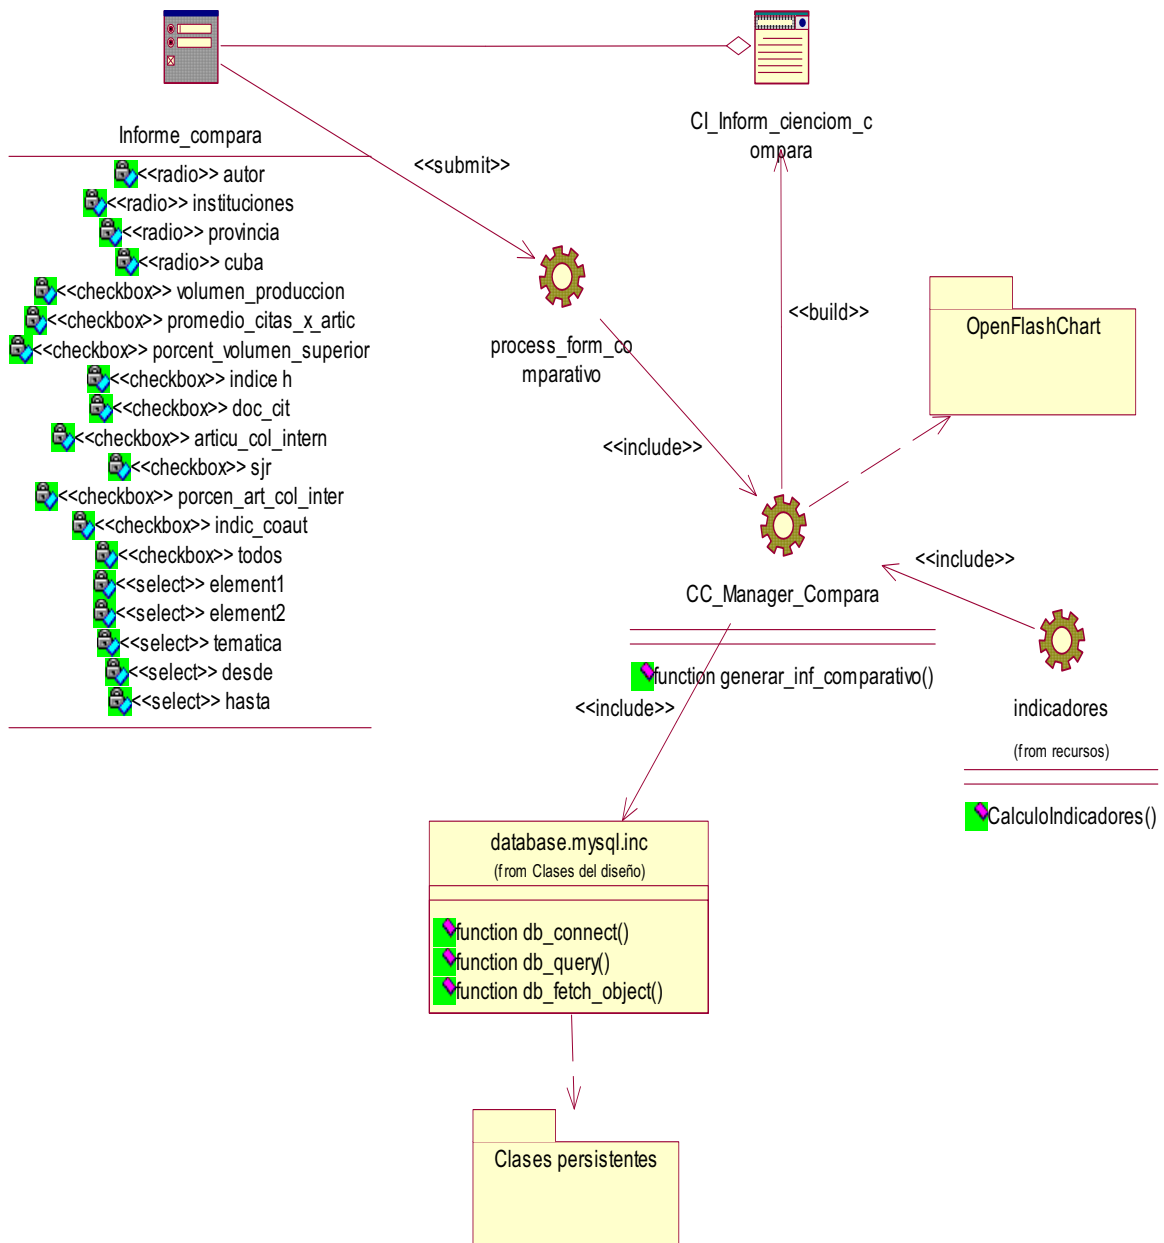 Informe_compara
<<radio>> autor
<<radio>> instituciones
<<radio>> provincia
<<radio>> cuba
<<checkbox>> volumen_produccion
<<checkbox>> promedio_citas_x_artic
<<checkbox>> porcent_volumen_superior
<<checkbox>> indice h
<<checkbox>> doc_cit
<<checkbox>> articu_col_intern
<<checkbox>> sjr
<<checkbox>> porcen_art_col_inter
<<checkbox>> indic_coaut
<<checkbox>> todos
<<select>> element1
<<select>> element2
<<select>> tematica
<<select>> desde
<<select>> hasta
CI_Inform_cienciom_c
ompara
<<submit>>
process_form_co
mparativo
<<build>>
OpenFlashChart
<<include>>
CC_Manager_Compara
function generar_inf_comparativo()
<<include>>
indicadores
(from recursos)
CalculoIndicadores()
<<include>>
database.mysql.inc
(from Clases del diseño)
function db_connect()
function db_query()
function db_fetch_object()
Clases persistentes